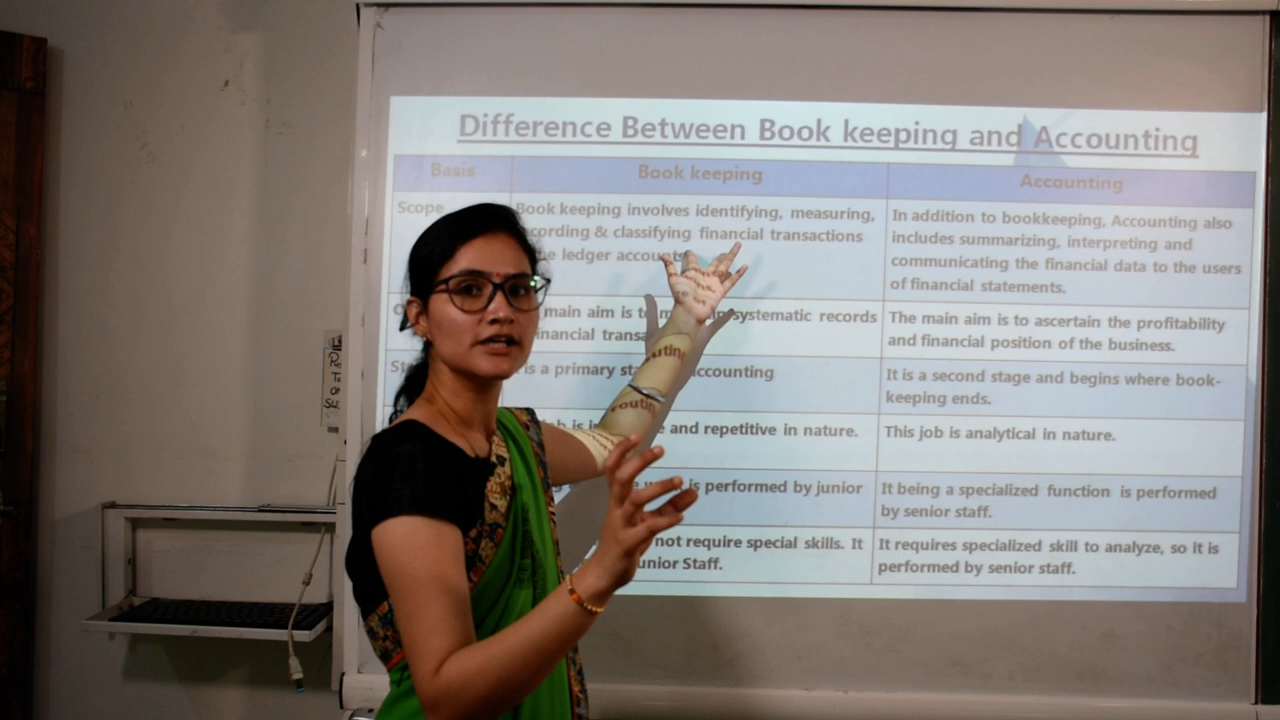 Difference Between Book keeping and Accounting
Basis Book keeping Accounting
Scope
Book keeping involves identifying, measuring,
& classifying financial transactions
ledger
In addition to bookkeeping, Accounting also
includes summarizing, interpreting and
communicating the financial data to the users
of financial statements.
main aim is to systematic records
The main aim is to ascertain the profitability
and financial position of the business.
is a primary accounting
It is a second stage and begins where book-
keeping ends.
and repetitive in nature.
This job is analytical in nature.
is performed by junior
It being a specialized function is performed
by senior staff.
not require special skills. It
Staff.
It requires specialized skill to analyze, so it is
performed by senior staff.